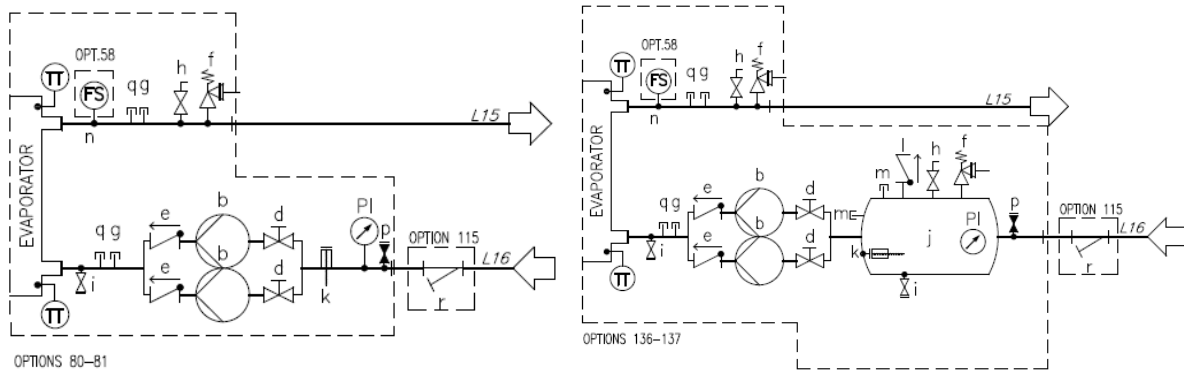 OPT.58
TT
FS
q g
h
f
n
L15
EVAPORATOR
b
e
d
PI
p
OPTION 115
q g
b
e
d
L16
i
k
r
TT
OPTIONS 80-81
OPT.58
TT
FS
q g
h
f
n
L15
EVAPORATOR
l
h
f
m
b
d
e
m
p
OPTION 115
q g
b
PI
j
L16
e
d
k
i
i
r
TT
OPTIONS 136-137